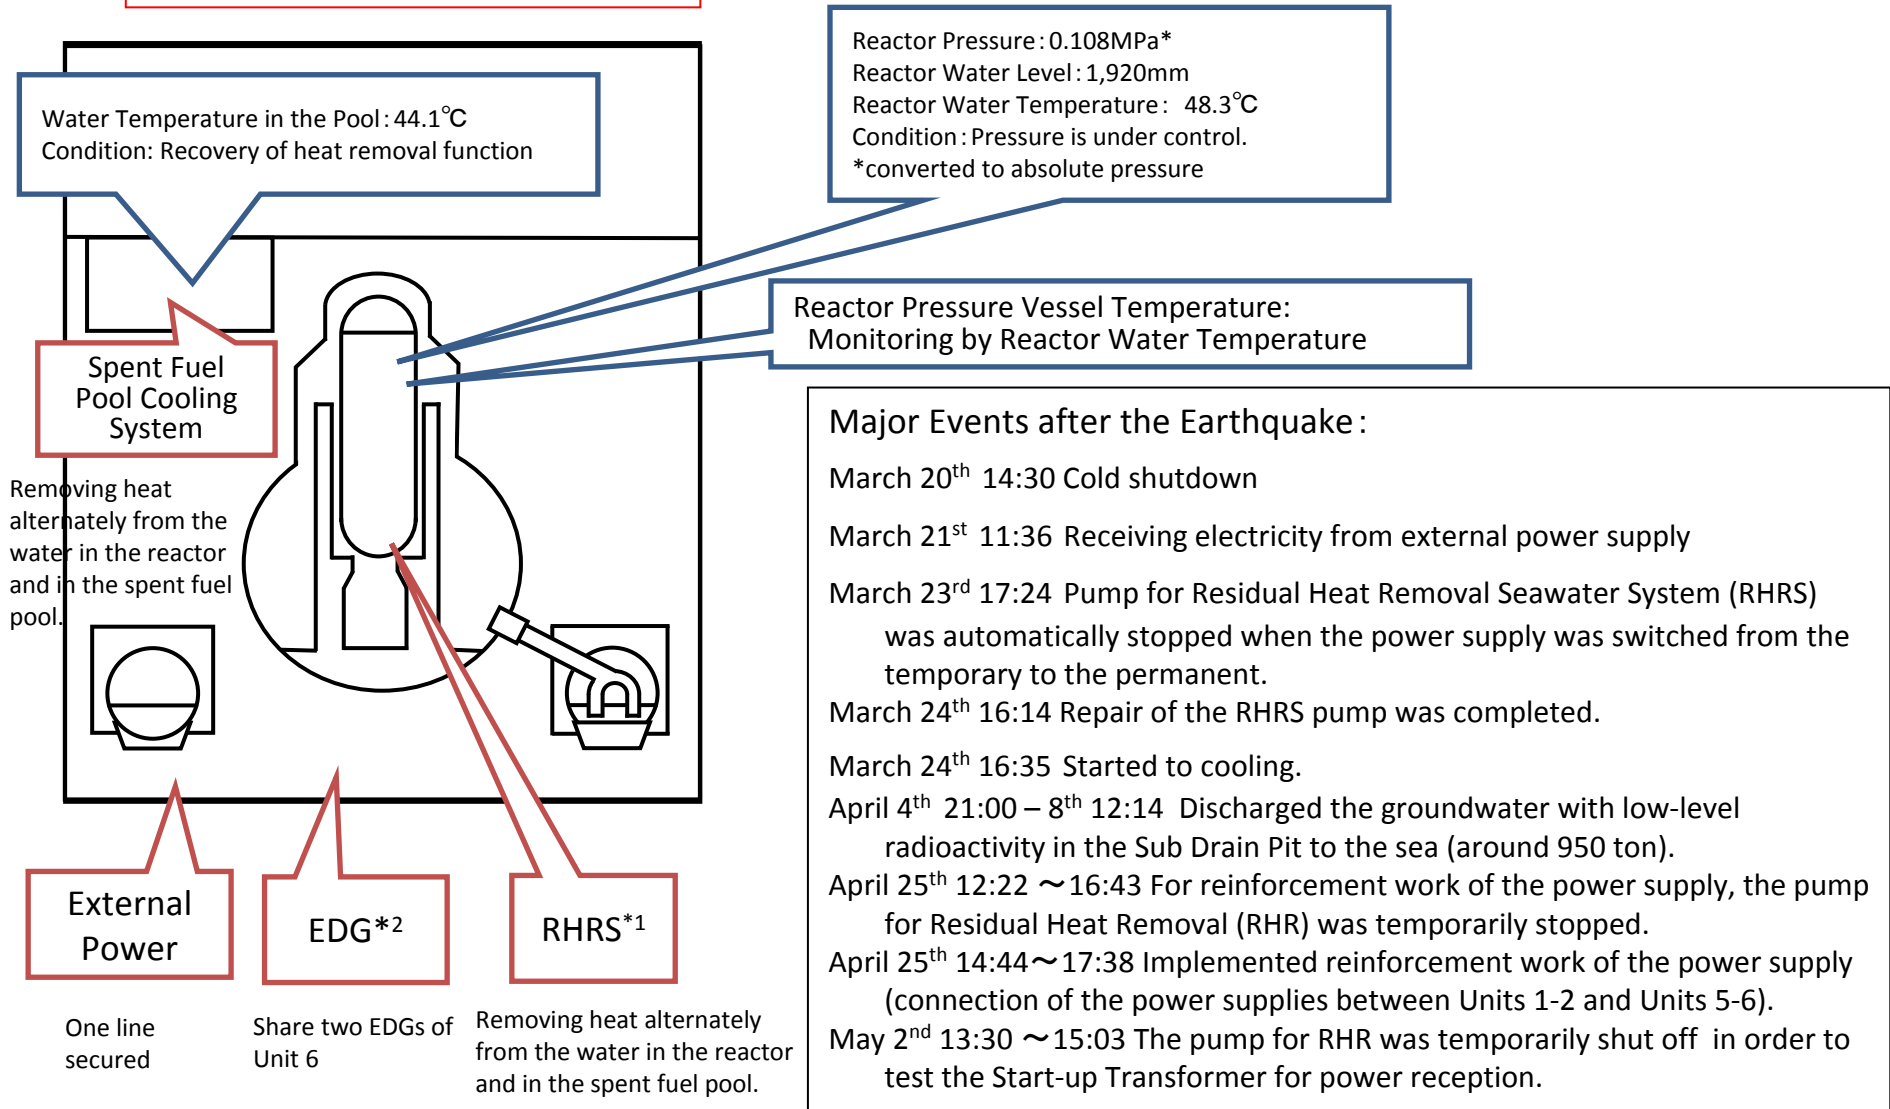 Reactor Pressure：0.108MPa*
Reactor Water Level：1,920mm
Reactor Water Temperature： 48.3℃
Condition：Pressure is under control.
*converted to absolute pressure
Water Temperature in the Pool：44.1℃
Condition: Recovery of heat removal function
Reactor Pressure Vessel Temperature:
Monitoring by Reactor Water Temperature
Spent Fuel
Pool Cooling
System
Removing heat
alternately from the
water in the reactor
and in the spent fuel
pool.
External
Power
One line
secured
EDG*2
Share two EDGs of
Unit 6
RHRS*1
Removing heat alternately
from the water in the reactor
and in the spent fuel pool.
Major Events after the Earthquake：
March 20th 14:30 Cold shutdown
March 21st 11:36 Receiving electricity from external power supply
March 23rd 17:24 Pump for Residual Heat Removal Seawater System (RHRS)
was automatically stopped when the power supply was switched from the
temporary to the permanent.
March 24th 16:14 Repair of the RHRS pump was completed.
March 24th 16:35 Started to cooling.
April 4th 21:00 – 8th 12:14 Discharged the groundwater with low-level
radioactivity in the Sub Drain Pit to the sea (around 950 ton).
April 25th 12:22 ～16:43 For reinforcement work of the power supply, the pump
for Residual Heat Removal (RHR) was temporarily stopped.
April 25th 14:44～17:38 Implemented reinforcement work of the power supply
(connection of the power supplies between Units 1-2 and Units 5-6).
May 2nd 13:30 ～15:03 The pump for RHR was temporarily shut off in order to
test the Start-up Transformer for power reception.